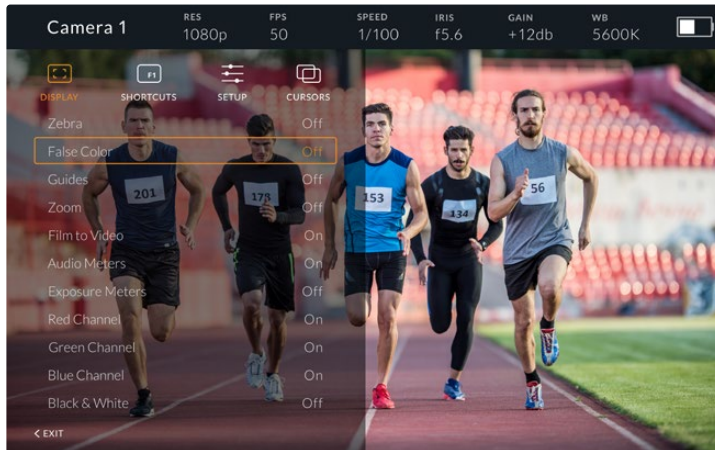 Camera 1
RES FPS SPEED IRIS GAIN WB
1080p 50 1/100 f5.6 +12db 5600K
F1
DISPLAY SHORTCUTS SETUP CURSORS
Zebra Off
False Color Off
Guides Off
Zoom Off
Film to Video On
Audio Meters On
Exposure Meters Off
Red Channel On
Green Channel On
Blue Channel On
Black & White Off
< EXIT
201
178
153
134
56